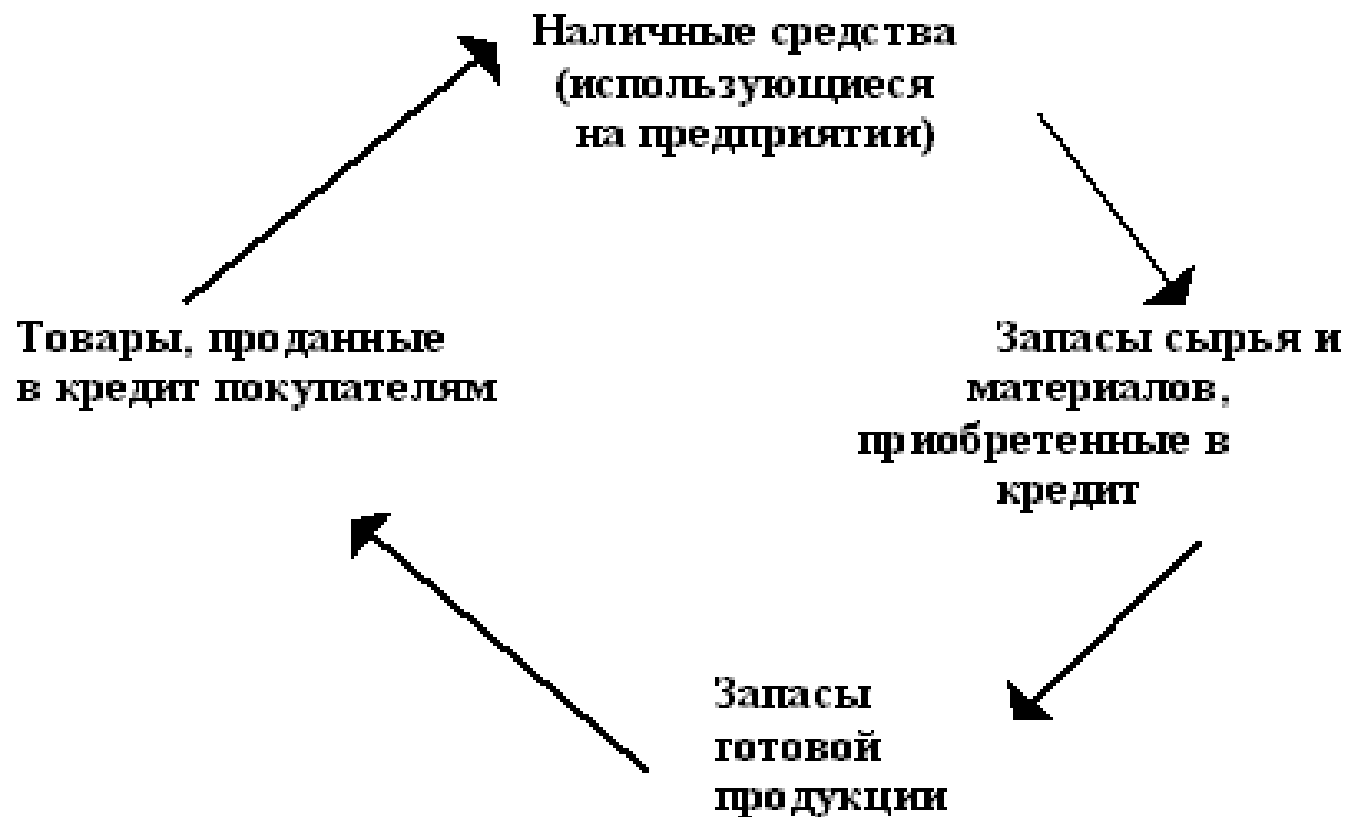 Наличные средства
(использующиеся
на предприятии)
Товары, проданные
в кредит покупателям
Запасы сырья и
материалов,
приобретенные в
кредит
Запасы
готовой
продукции